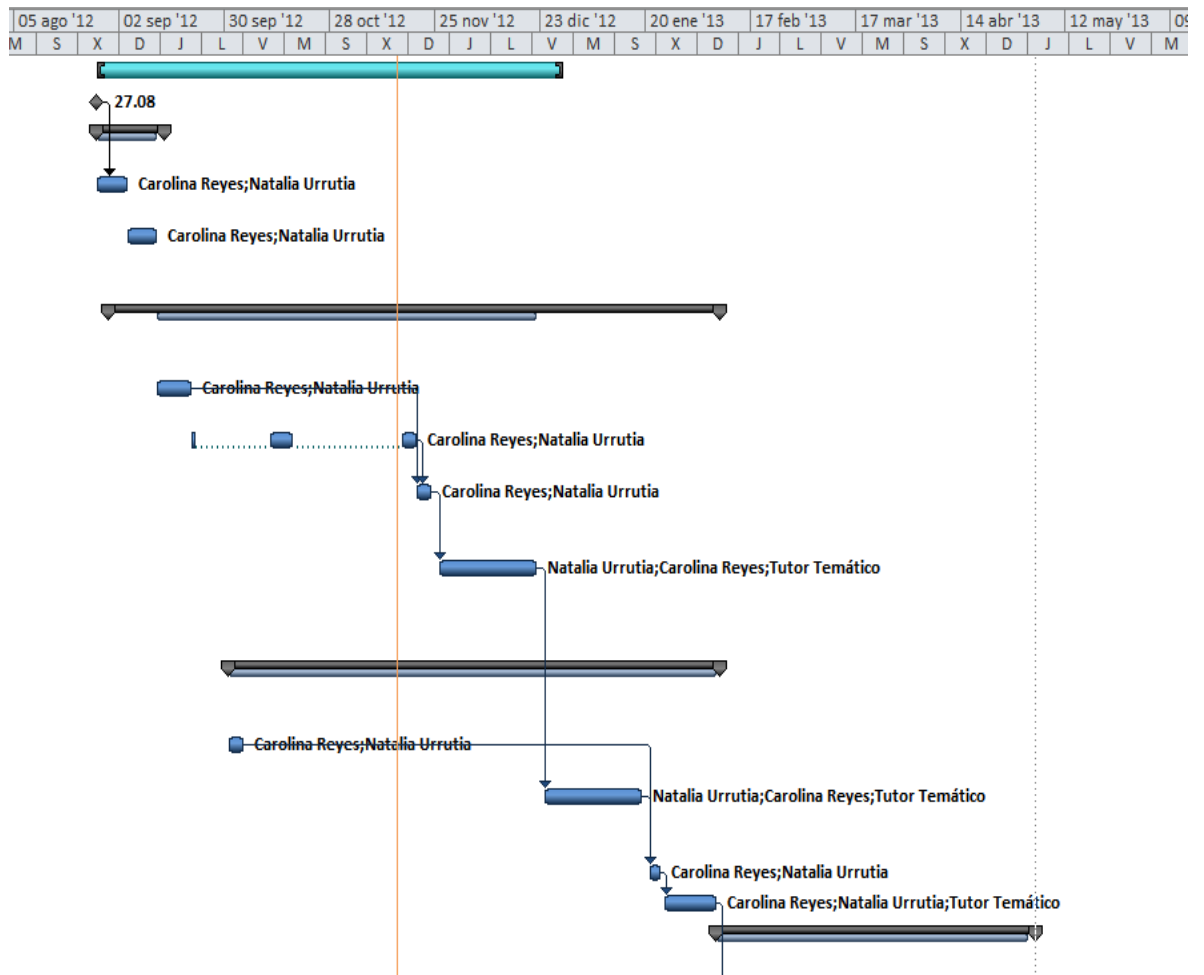 05 ago '12 02 sep '12 30 sep '12 28 oct '12 25 nov '12 23 dic '12 20 ene '13 17 feb '13 17 mar '13 14 abr '13 12 may '13 09
M S X D J L V M S X D J L V M S X D J L V M S X D J L V M
27.08
Carolina Reyes;Natalia Urrutia
Carolina Reyes;Natalia Urrutia
Carolina Reyes;Natalia Urrutia
Carolina Reyes;Natalia Urrutia
Carolina Reyes;Natalia Urrutia
Natalia Urrutia;Carolina Reyes;Tutor Temático
Carolina Reyes;Natalia Urrutia
Natalia Urrutia;Carolina Reyes;Tutor Temático
Carolina Reyes;Natalia Urrutia
Carolina Reyes;Natalia Urrutia;Tutor Temático